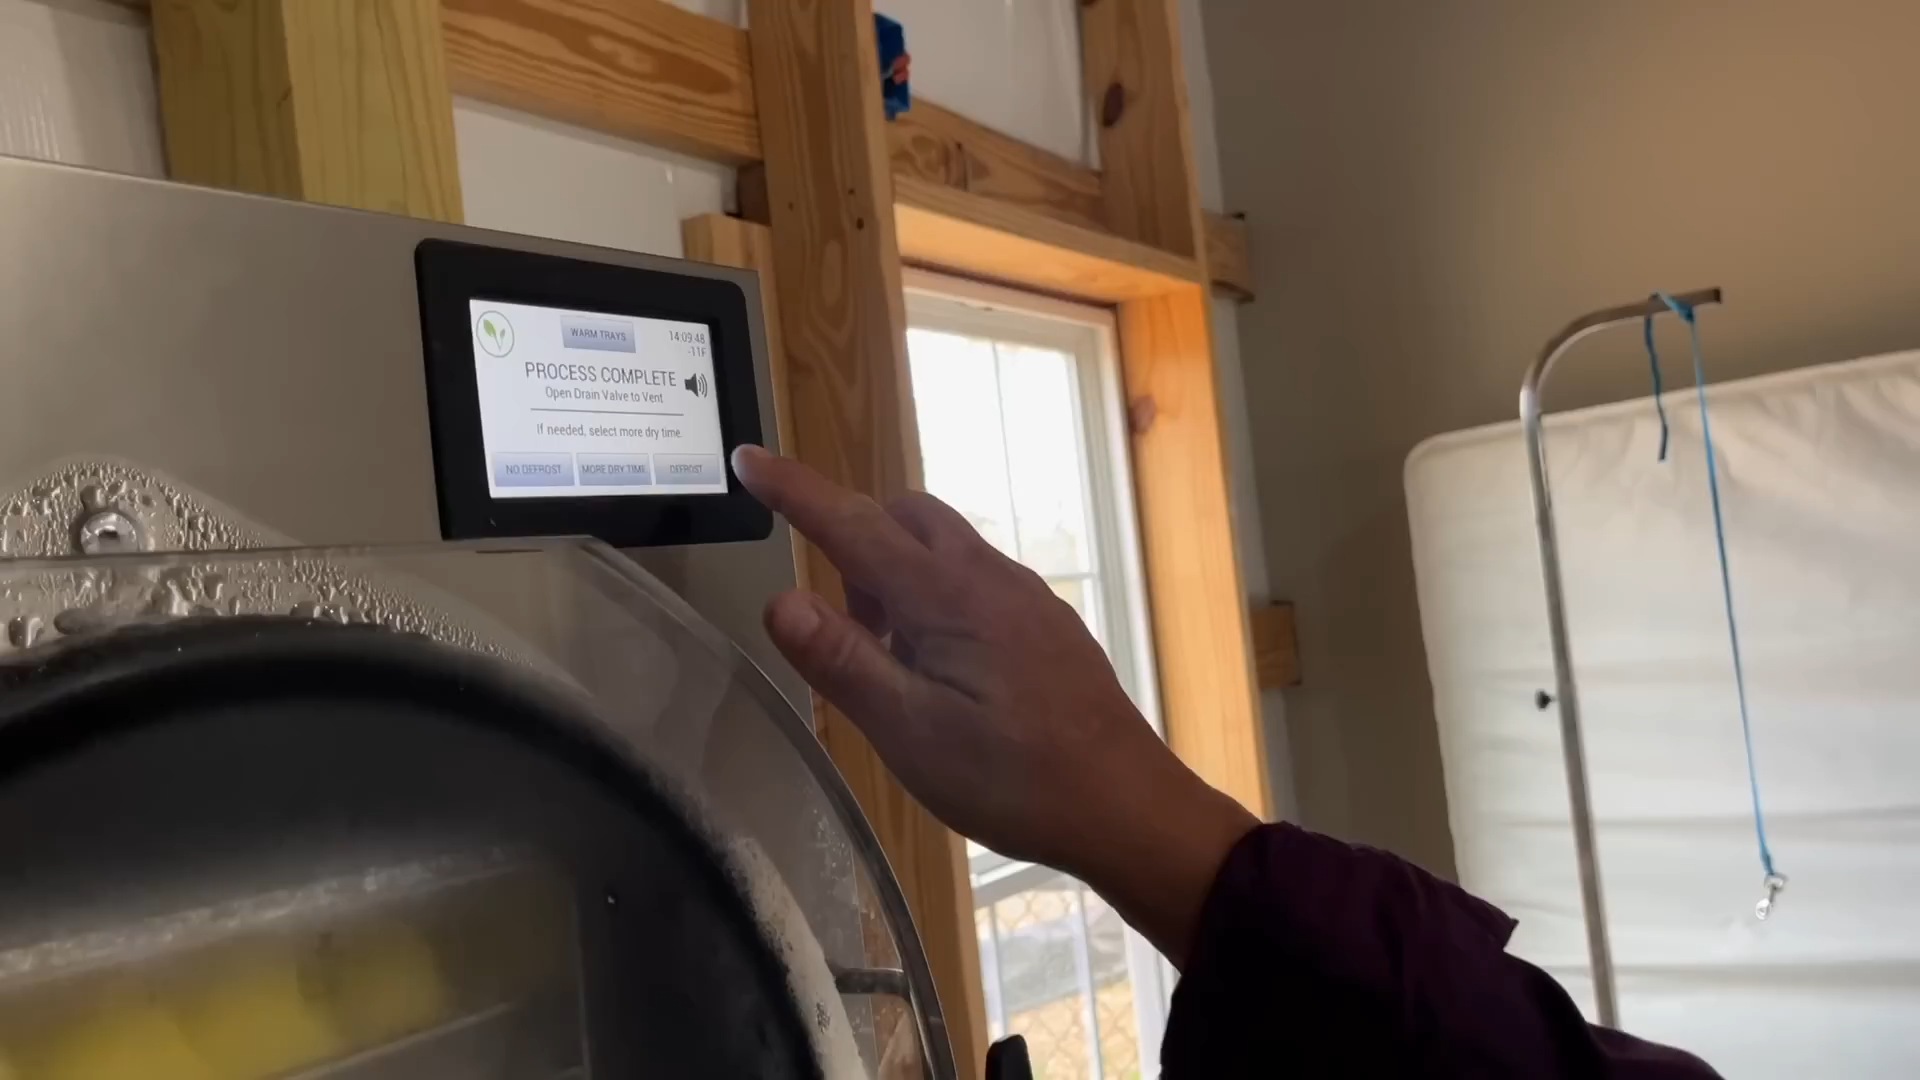 WARM TRAYS
14:09:48
-11F
PROCESS COMPLETE
Open Drain Valve to Vent
If needed, select more dry time.
NO DEFROST
MORE DRY TIME
DEFROST